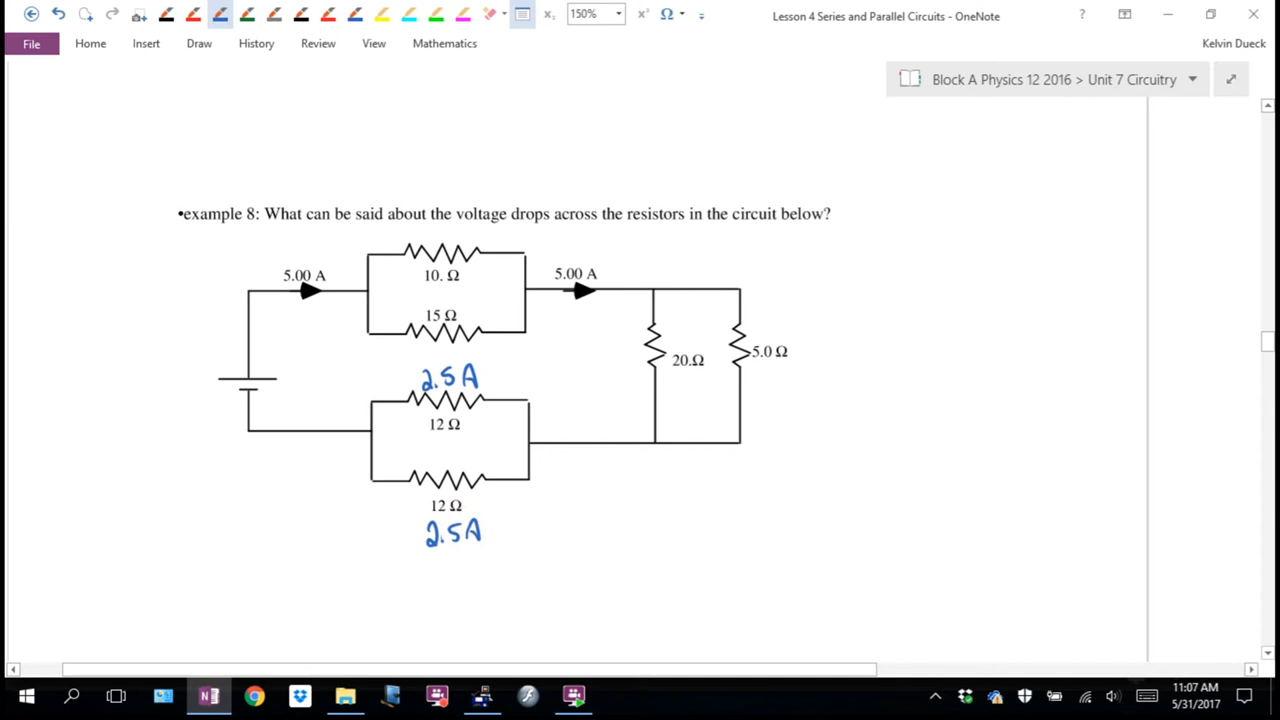 150%
Lesson 4 Series and Parallel Circuits - OneNote
File Home Insert Draw History Review View Mathematics
Kelvin Dueck
Block A Physics 12 2016 > Unit 7 Circuitry
•example 8: What can be said about the voltage drops across the resistors in the circuit below?
5.00 A
10. Ω
5.00 A
15 Ω
20.Ω
5.0 Ω
2.5 A
12 Ω
12 Ω
2.5A
11:07 AM
5/31/2017